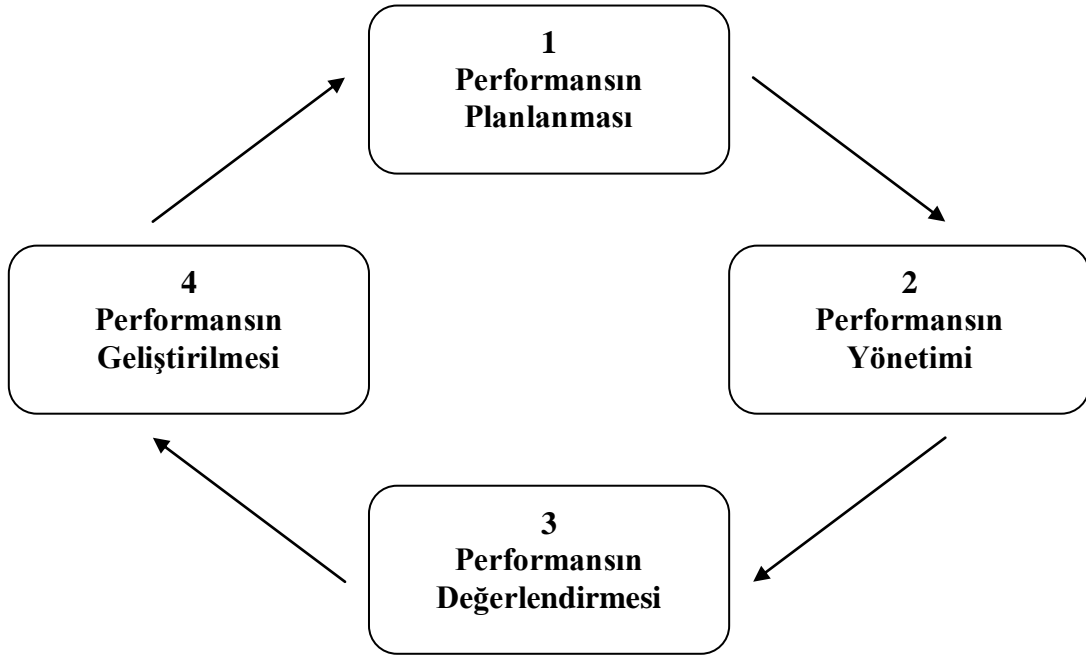 1
Performansın
Planlanması
2
Performansın
Yönetimi
3
Performansın
Değerlendirmesi
4
Performansın
Geliştirilmesi